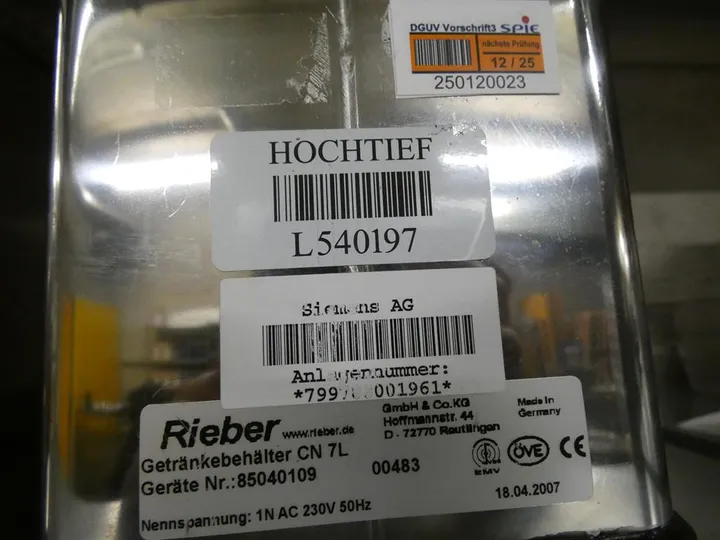 DGUV Vorschrift3 SPIE
nächste Prüfung
12 / 25
250120023
HOCHTIEF
L540197
Siemens AG
Anlagennummer:
Rieber www.rieber.de
GmbH & Co.KG
Hoffmannstr. 44
D - 72770 Reutlingen
Made in
Germany
Getränkebehälter CN 7L
Geräte Nr.:85040109
00483
EMV
ÖVE
CE
18.04.2007
Nennspannung: 1N AC 230V 50Hz